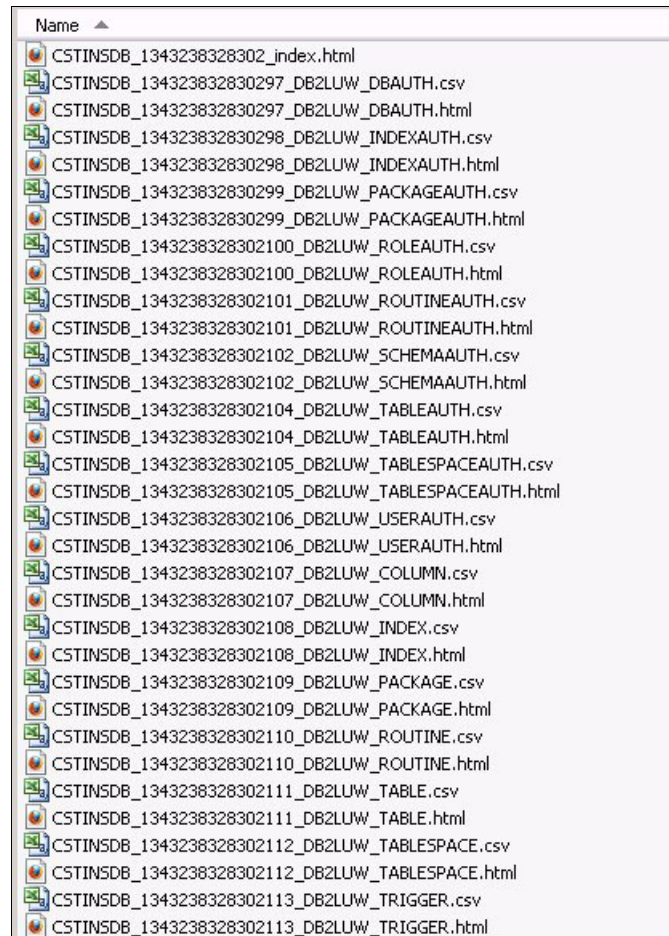 Name
CSTINSDB_1343238328302_index.html
CSTINSDB_134323832830297_DB2LUW_DBAUTH.csv
CSTINSDB_134323832830297_DB2LUW_DBAUTH.html
CSTINSDB_134323832830298_DB2LUW_INDEXAUTH.csv
CSTINSDB_134323832830298_DB2LUW_INDEXAUTH.html
CSTINSDB_134323832830299_DB2LUW_PACKAGEAUTH.csv
CSTINSDB_134323832830299_DB2LUW_PACKAGEAUTH.html
CSTINSDB_1343238328302100_DB2LUW_ROLEAUTH.csv
CSTINSDB_1343238328302100_DB2LUW_ROLEAUTH.html
CSTINSDB_1343238328302101_DB2LUW_ROUTINEAUTH.csv
CSTINSDB_1343238328302101_DB2LUW_ROUTINEAUTH.html
CSTINSDB_1343238328302102_DB2LUW_SCHEMAAUTH.csv
CSTINSDB_1343238328302102_DB2LUW_SCHEMAAUTH.html
CSTINSDB_1343238328302104_DB2LUW_TABLEAUTH.csv
CSTINSDB_1343238328302104_DB2LUW_TABLEAUTH.html
CSTINSDB_1343238328302105_DB2LUW_TABLESPACEAUTH.csv
CSTINSDB_1343238328302105_DB2LUW_TABLESPACEAUTH.html
CSTINSDB_1343238328302106_DB2LUW_USERAUTH.csv
CSTINSDB_1343238328302106_DB2LUW_USERAUTH.html
CSTINSDB_1343238328302107_DB2LUW_COLUMN.csv
CSTINSDB_1343238328302107_DB2LUW_COLUMN.html
CSTINSDB_1343238328302108_DB2LUW_INDEX.csv
CSTINSDB_1343238328302108_DB2LUW_INDEX.html
CSTINSDB_1343238328302109_DB2LUW_PACKAGE.csv
CSTINSDB_1343238328302109_DB2LUW_PACKAGE.html
CSTINSDB_1343238328302110_DB2LUW_ROUTINE.csv
CSTINSDB_1343238328302110_DB2LUW_ROUTINE.html
CSTINSDB_1343238328302111_DB2LUW_TABLE.csv
CSTINSDB_1343238328302111_DB2LUW_TABLE.html
CSTINSDB_1343238328302112_DB2LUW_TABLESPACE.csv
CSTINSDB_1343238328302112_DB2LUW_TABLESPACE.html
CSTINSDB_1343238328302113_DB2LUW_TRIGGER.csv
CSTINSDB_1343238328302113_DB2LUW_TRIGGER.html